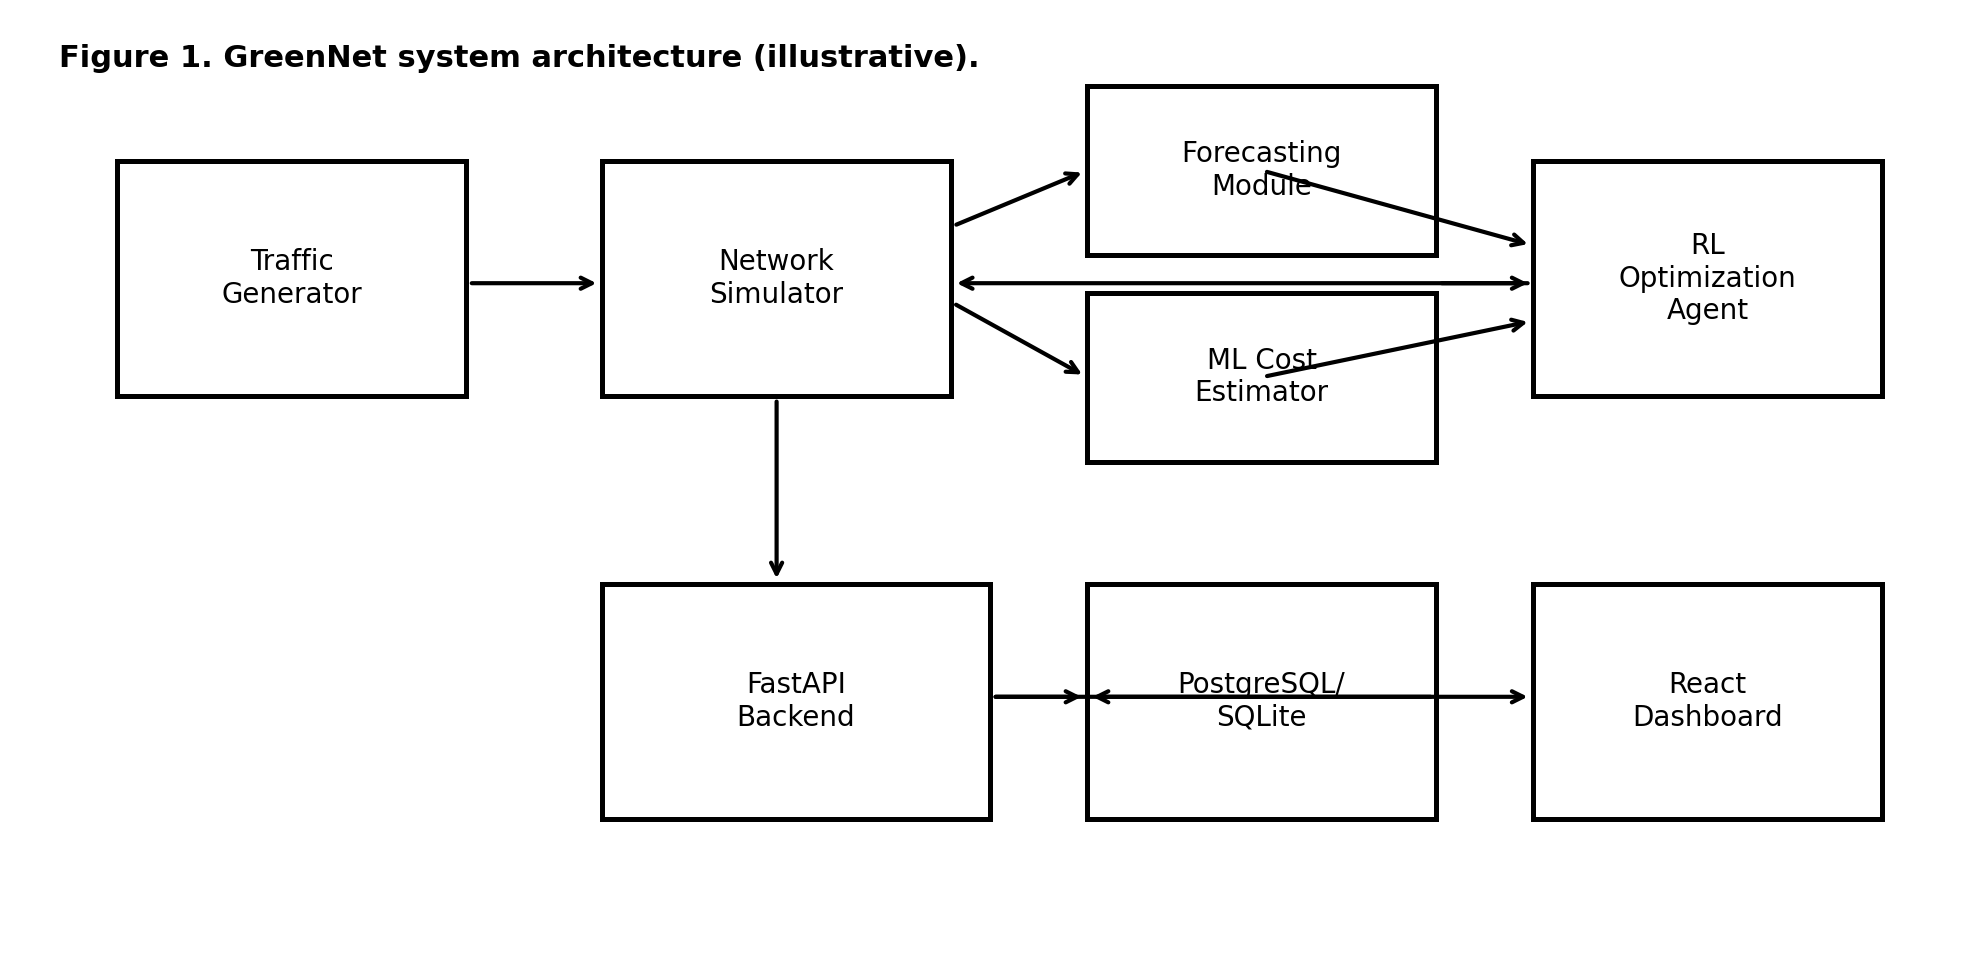 Figure 1. GreenNet system architecture (illustrative).
Traffic
Generator
Network
Simulator
Forecasting
Module
ML Cost
Estimator
RL
Optimization
Agent
FastAPI
Backend
PostgreSQL/
SQLite
React
Dashboard